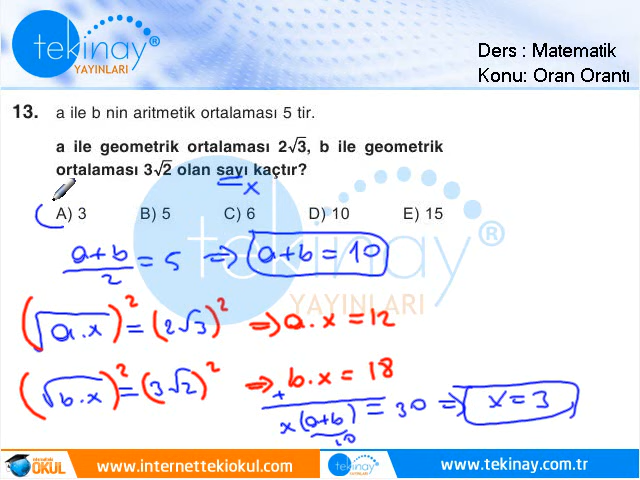 tekinay®
YAYINLARI
Ders : Matematik
Konu: Oran Orantı
13. a ile b nin aritmetik ortalaması 5 tir.
a ile geometrik ortalaması 2√3, b ile geometrik
ortalaması 3√2 olan sayı kaçtır?
= x
A) 3 B) 5 C) 6 D) 10 E) 15
(a+b)/2 = 5 ⇒ a+b = 10
tekinay®
YAYINLARI
(√a.x)² = (2√3)² ⇒ a.x = 12
(√b.x)² = (3√2)² ⇒ b.x = 18
+
x(a+b) = 30 ⇒ x = 3
10
OKUL
www.internettekiokul.com
tekinay
YAYINLARI
www.tekinay.com.tr